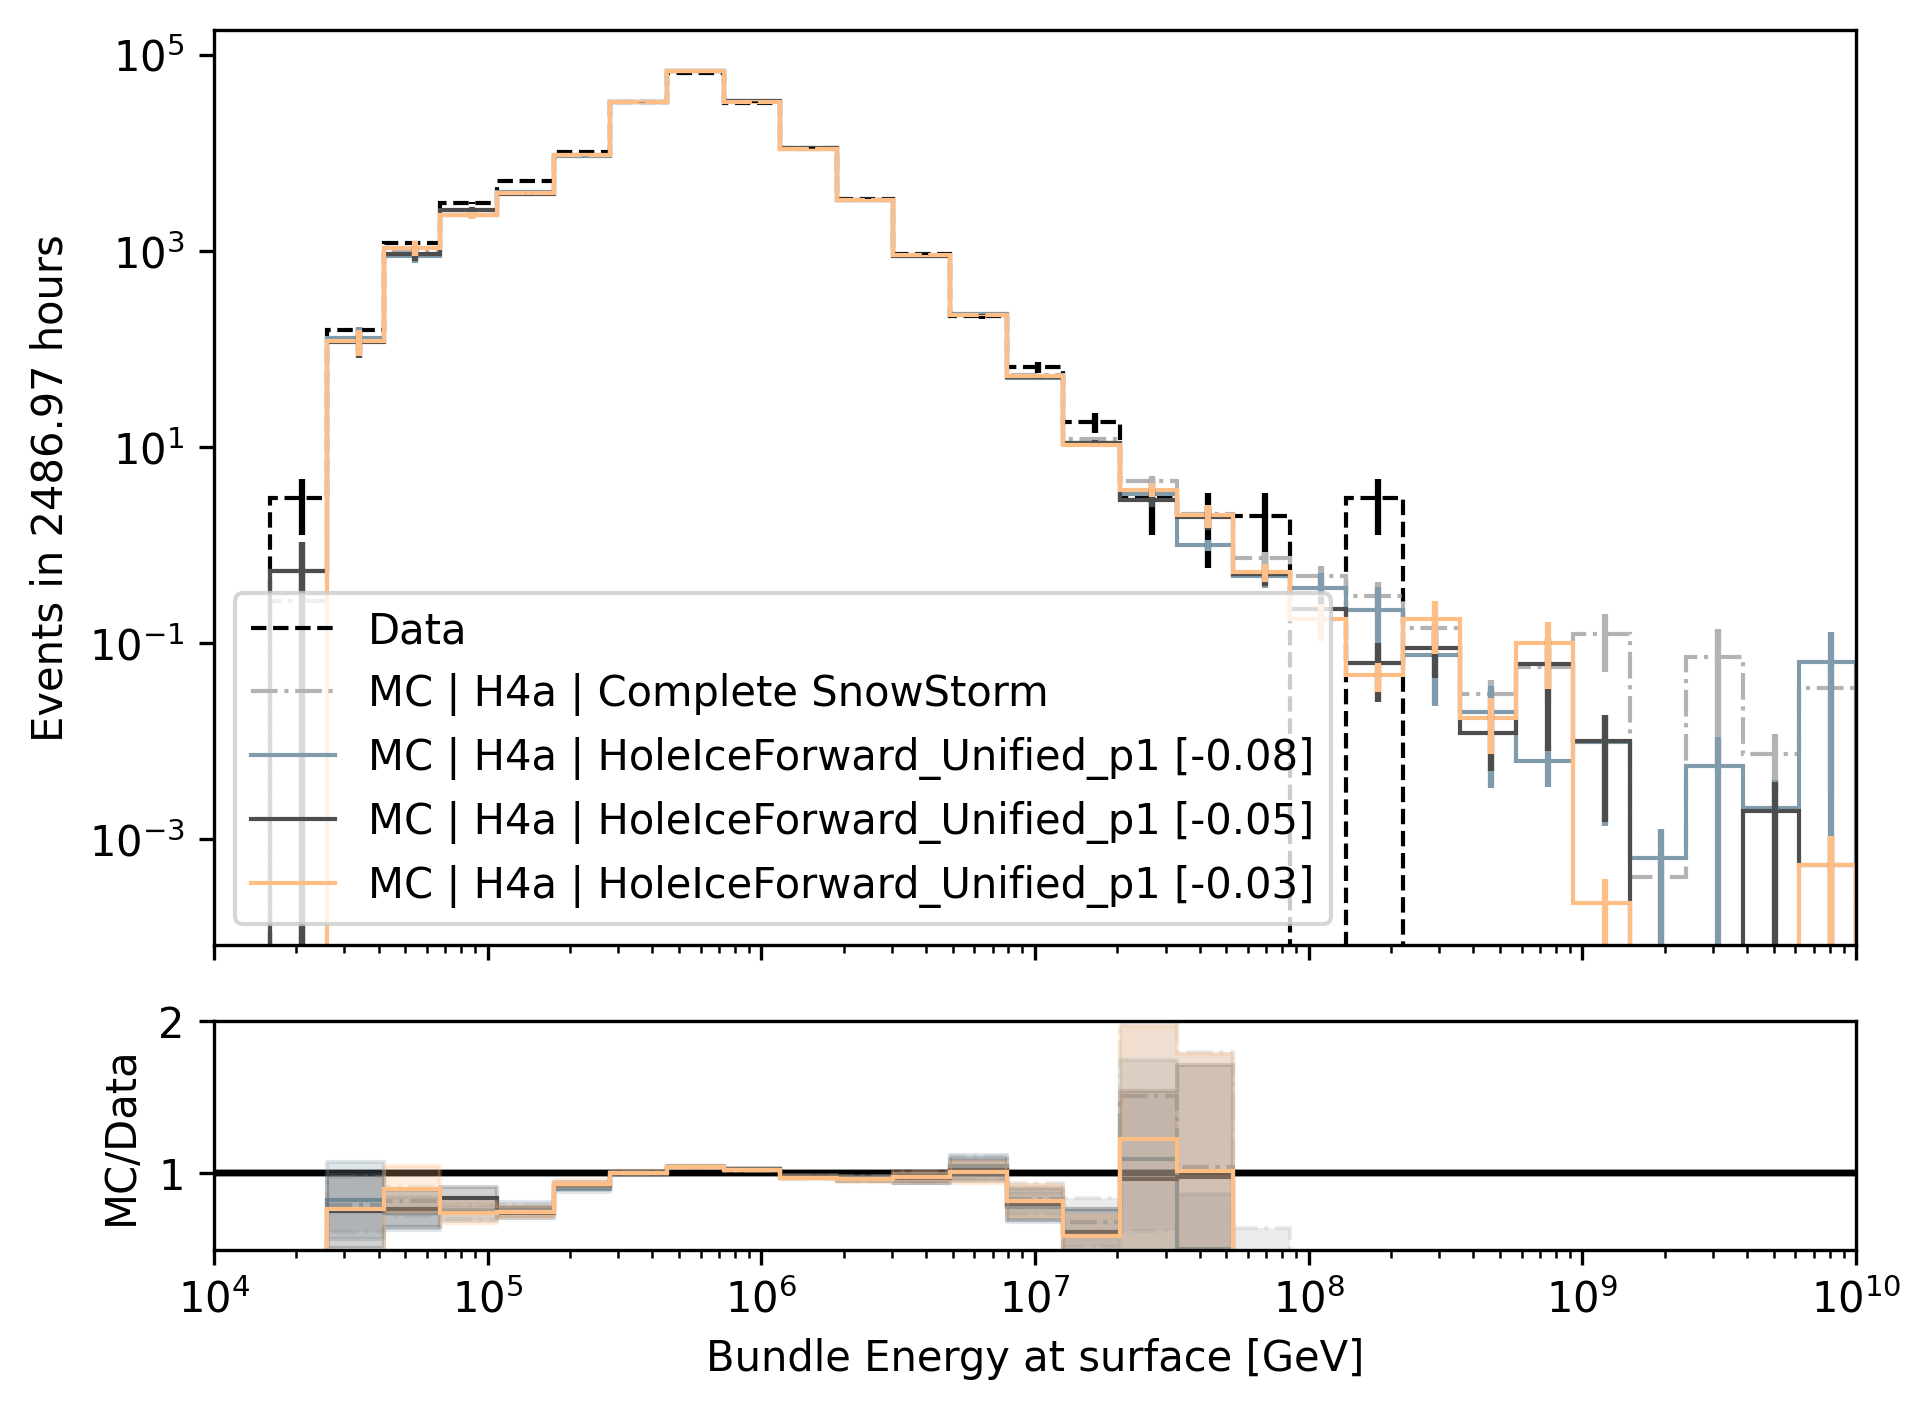 10^5
10^3
10^1
10^−1
10^−3
Events in 2486.97 hours
Data
MC | H4a | Complete SnowStorm
MC | H4a | HoleIceForward_Unified_p1 [-0.08]
MC | H4a | HoleIceForward_Unified_p1 [-0.05]
MC | H4a | HoleIceForward_Unified_p1 [-0.03]
2
1
MC/Data
10^4 10^5 10^6 10^7 10^8 10^9 10^10
Bundle Energy at surface [GeV]